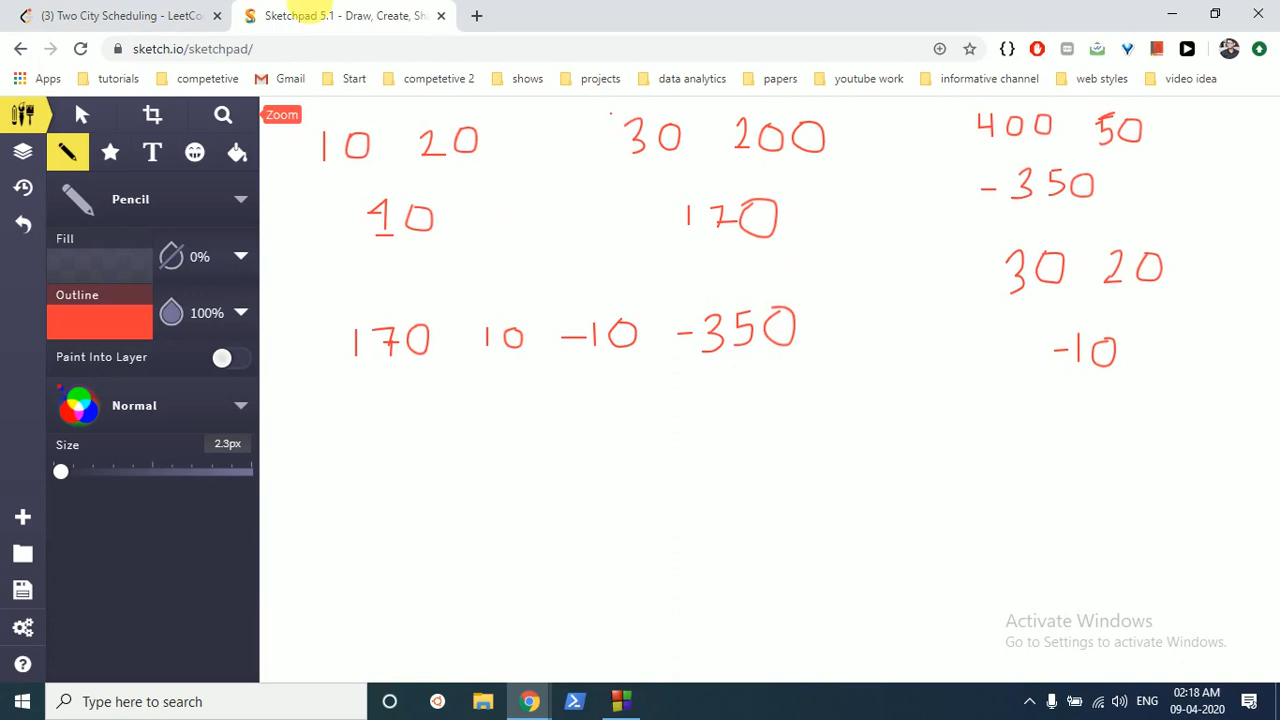 (3) Two City Scheduling - LeetCo
Sketchpad 5.1 - Draw, Create, Sha
sketch.io/sketchpad/
Apps tutorials competetive Gmail Start competetive 2 shows projects data analytics papers youtube work informative channel web styles video idea
Zoom
Pencil
Fill
0%
Outline
100%
Paint Into Layer
Normal
Size
2.3px
10 20 30 200 400 50
10 170 -350
30 20
170 10 -10 -350
-10
Activate Windows
Go to Settings to activate Windows.
Type here to search
ENG
02:18 AM
09-04-2020